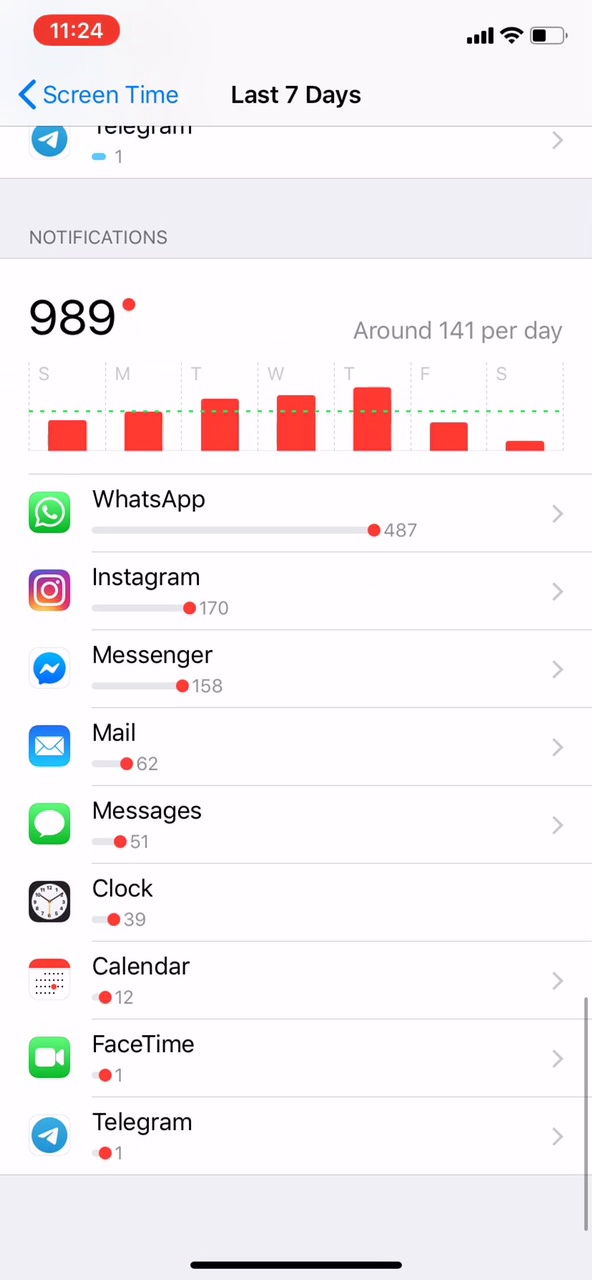 11:24
Screen Time
Last 7 Days
Telegram
1
NOTIFICATIONS
989
Around 141 per day
S M T W T F S
WhatsApp
487
Instagram
170
Messenger
158
Mail
62
Messages
51
Clock
39
Calendar
12
FaceTime
1
Telegram
1